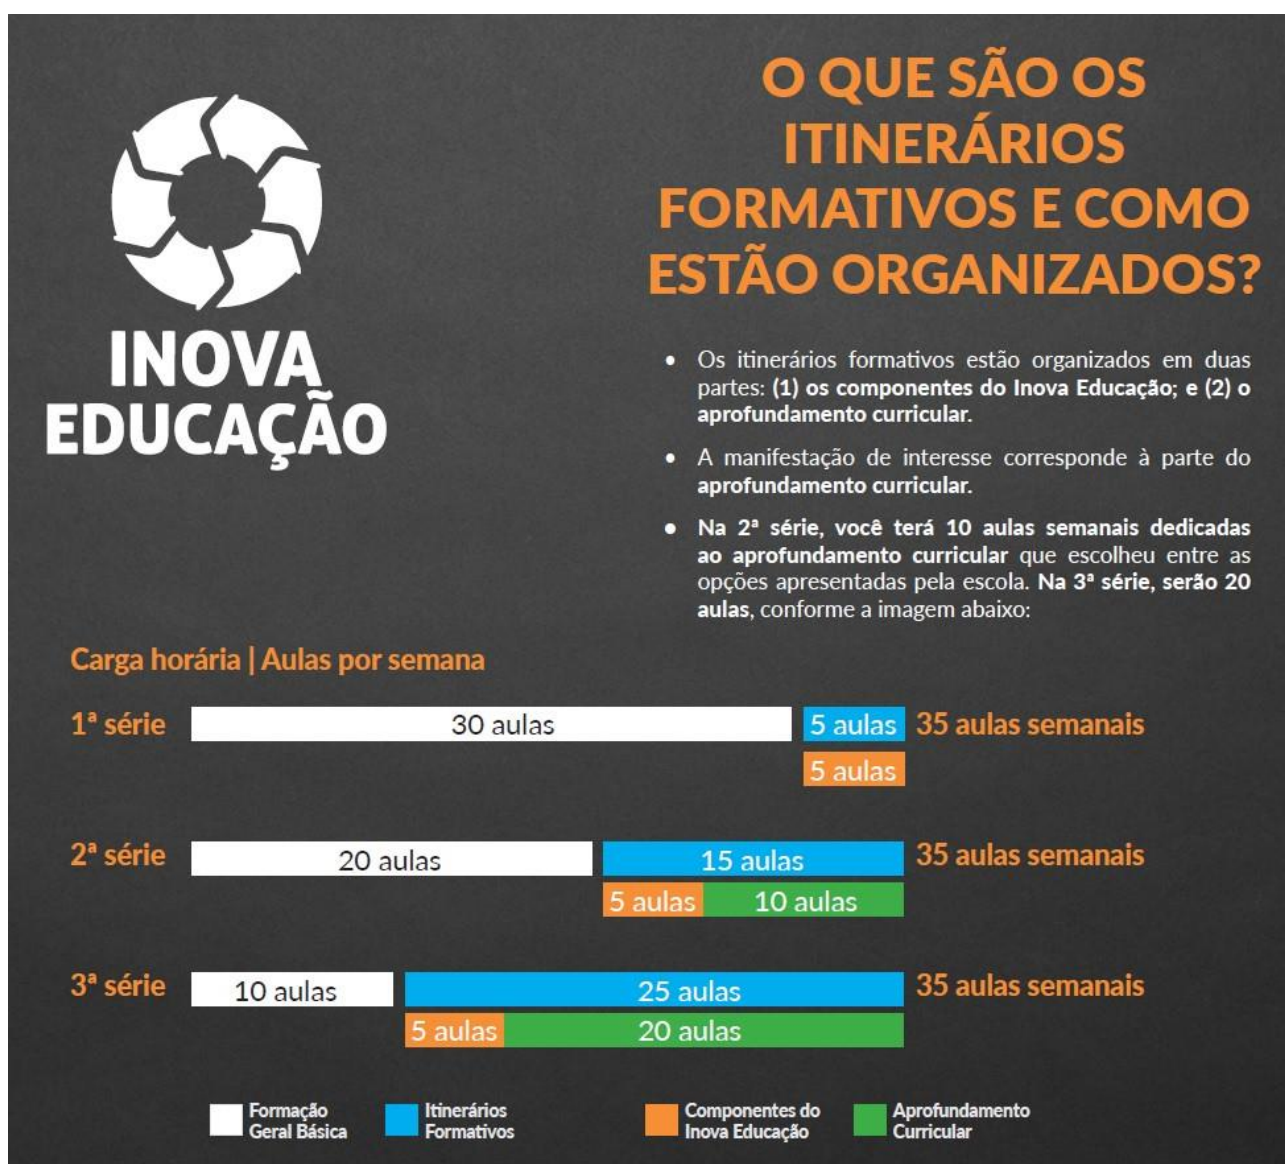 INOVA
EDUCAÇÃO
O QUE SÃO OS
ITINERÁRIOS
FORMATIVOS E COMO
ESTÃO ORGANIZADOS?
• Os itinerários formativos estão organizados em duas
partes: (1) os componentes do Inova Educação; e (2) o
aprofundamento curricular.
• A manifestação de interesse corresponde à parte do
aprofundamento curricular.
• Na 2ª série, você terá 10 aulas semanais dedicadas
ao aprofundamento curricular que escolheu entre as
opções apresentadas pela escola. Na 3ª série, serão 20
aulas, conforme a imagem abaixo:
Carga horária | Aulas por semana
1ª série 30 aulas 5 aulas 35 aulas semanais
5 aulas
2ª série 20 aulas 15 aulas 35 aulas semanais
5 aulas 10 aulas
3ª série 10 aulas 25 aulas 35 aulas semanais
5 aulas 20 aulas
Formação
Geral Básica
Itinerários
Formativos
Componentes do
Inova Educação
Aprofundamento
Curricular